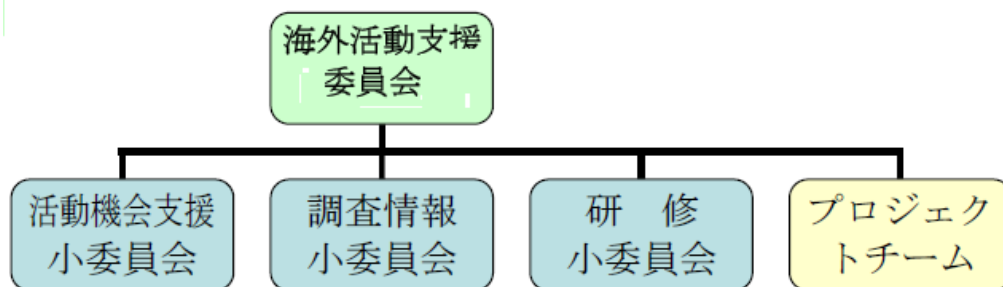 海外活動支援
委員会
活動機会支援
小委員会
調査情報
小委員会
研　修
小委員会
プロジェク
トチーム